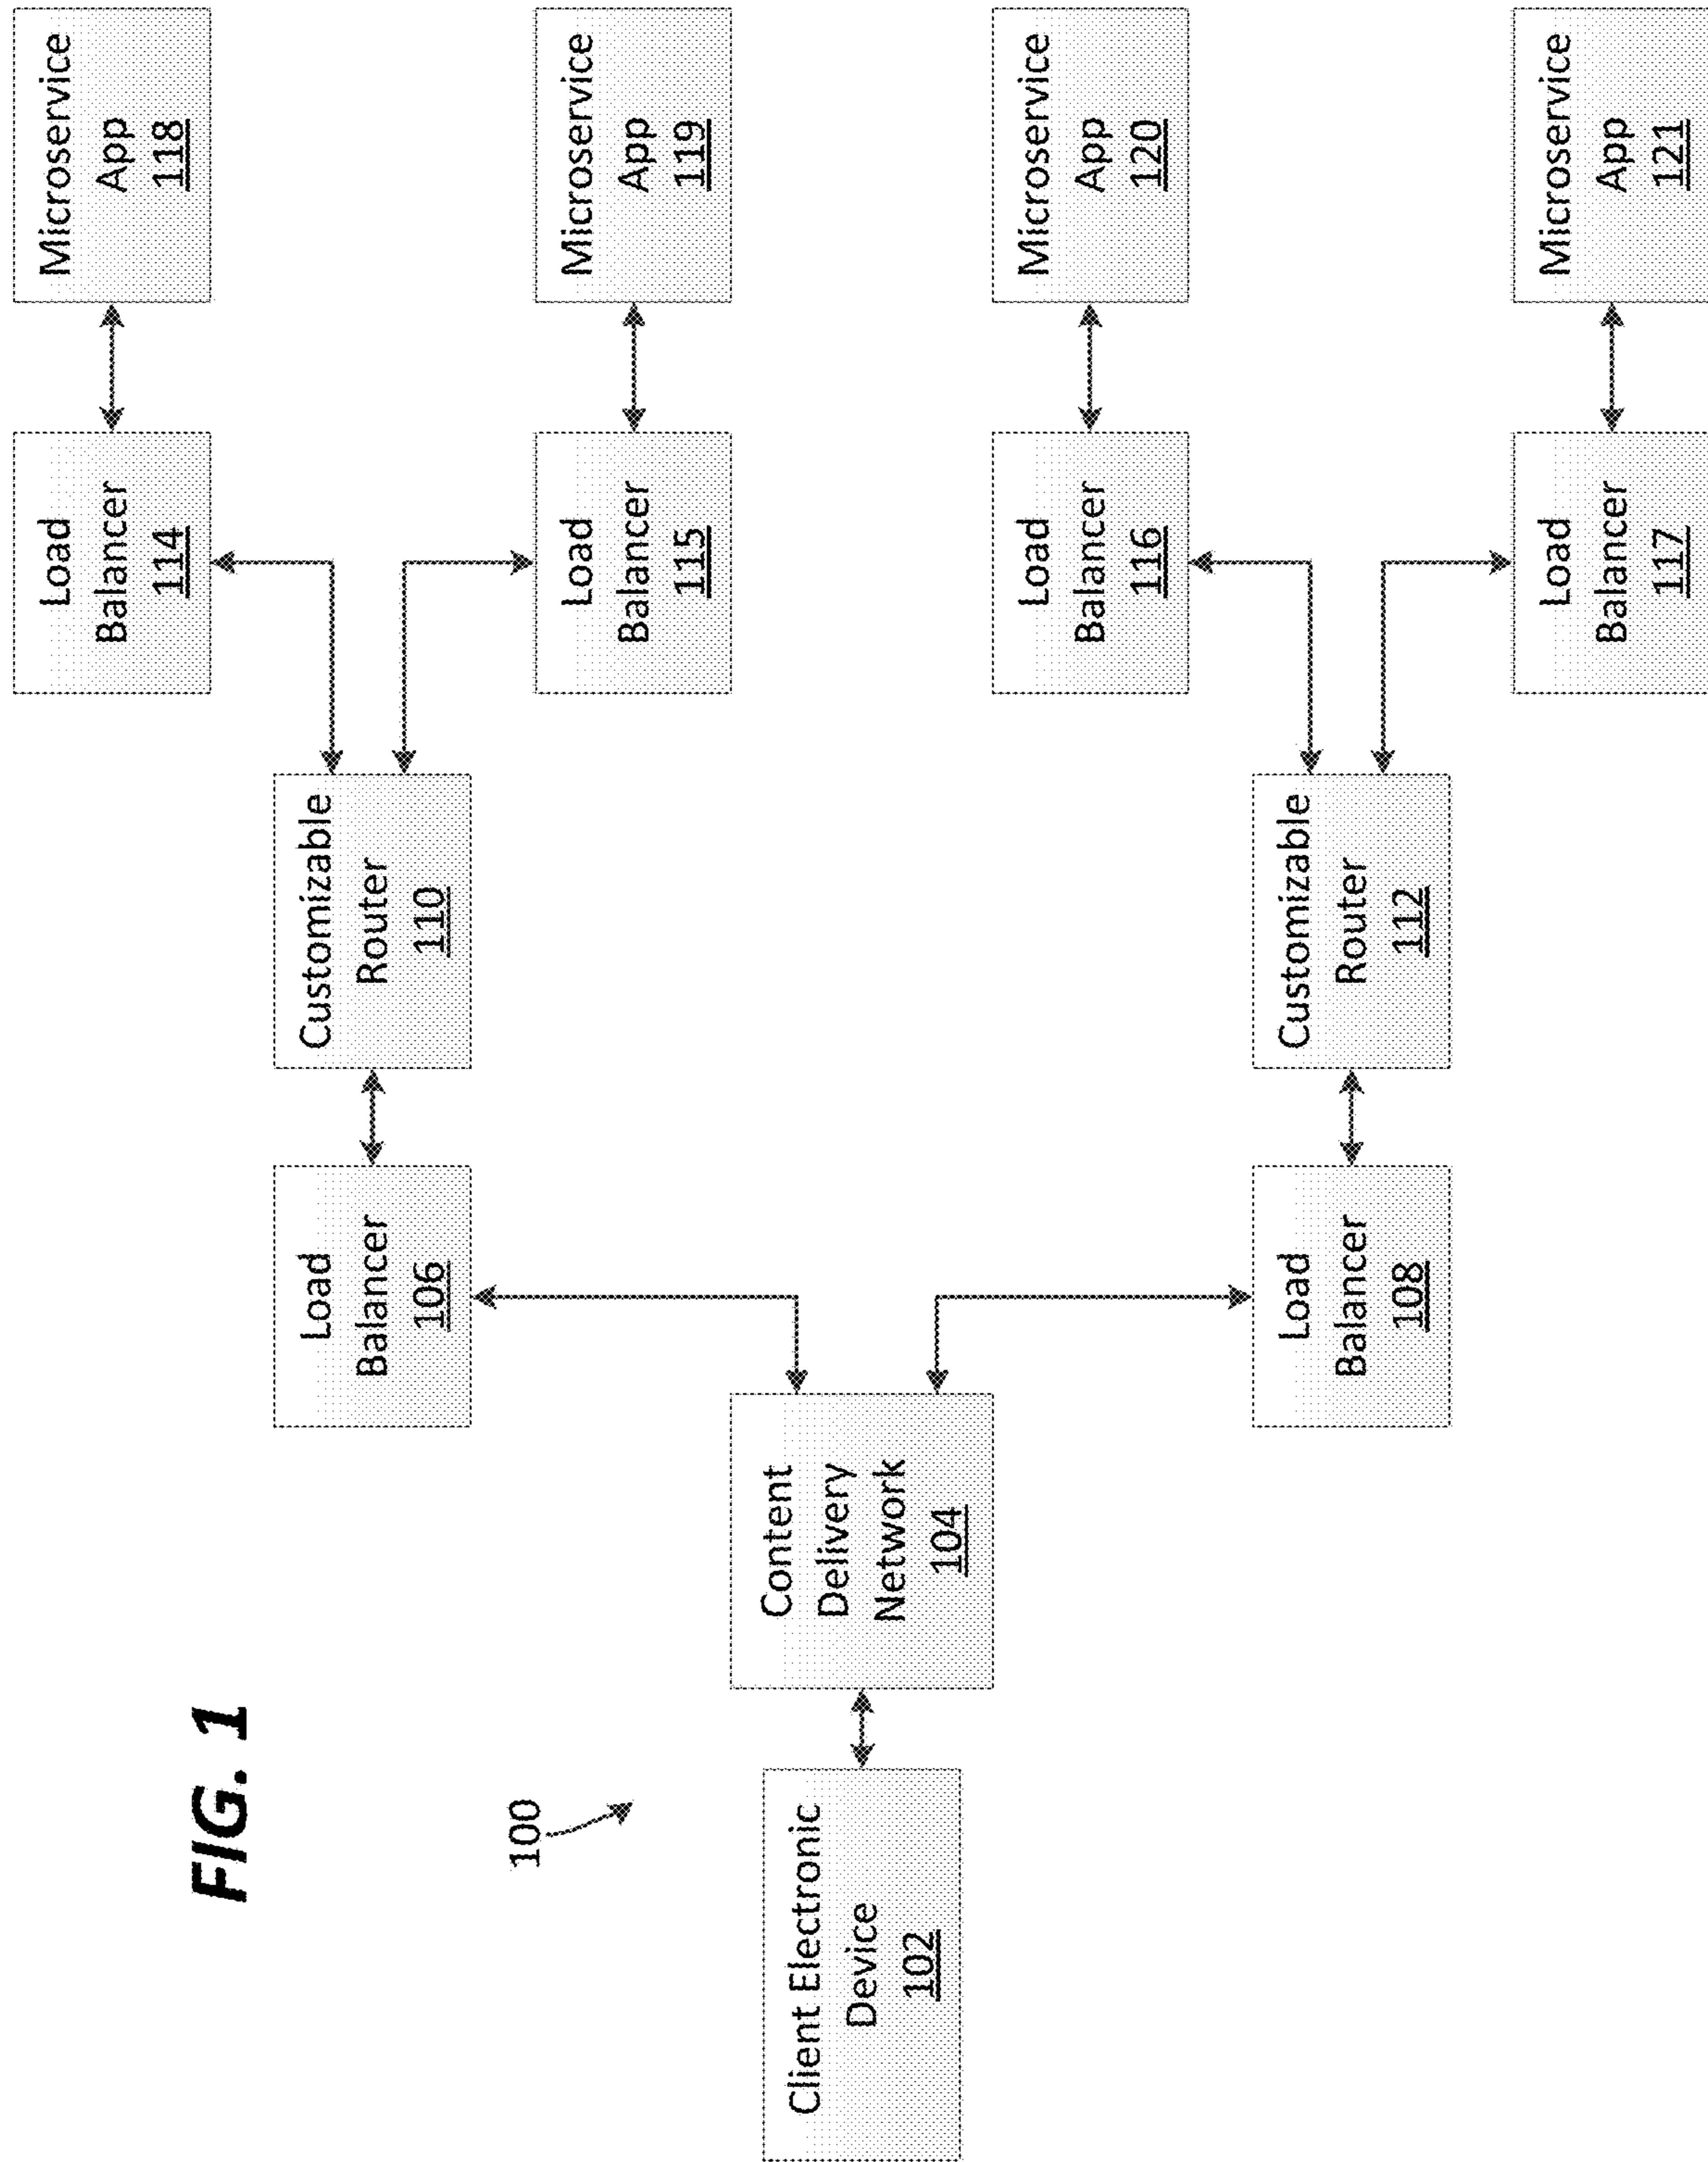 FIG. 1
100
Client Electronic
Device
102
Content
Delivery
Network
104
Load
Balancer
106
Customizable
Router
110
Load
Balancer
114
Microservice
App
118
Load
Balancer
115
Microservice
App
119
Load
Balancer
108
Customizable
Router
112
Load
Balancer
116
Microservice
App
120
Load
Balancer
117
Microservice
App
121